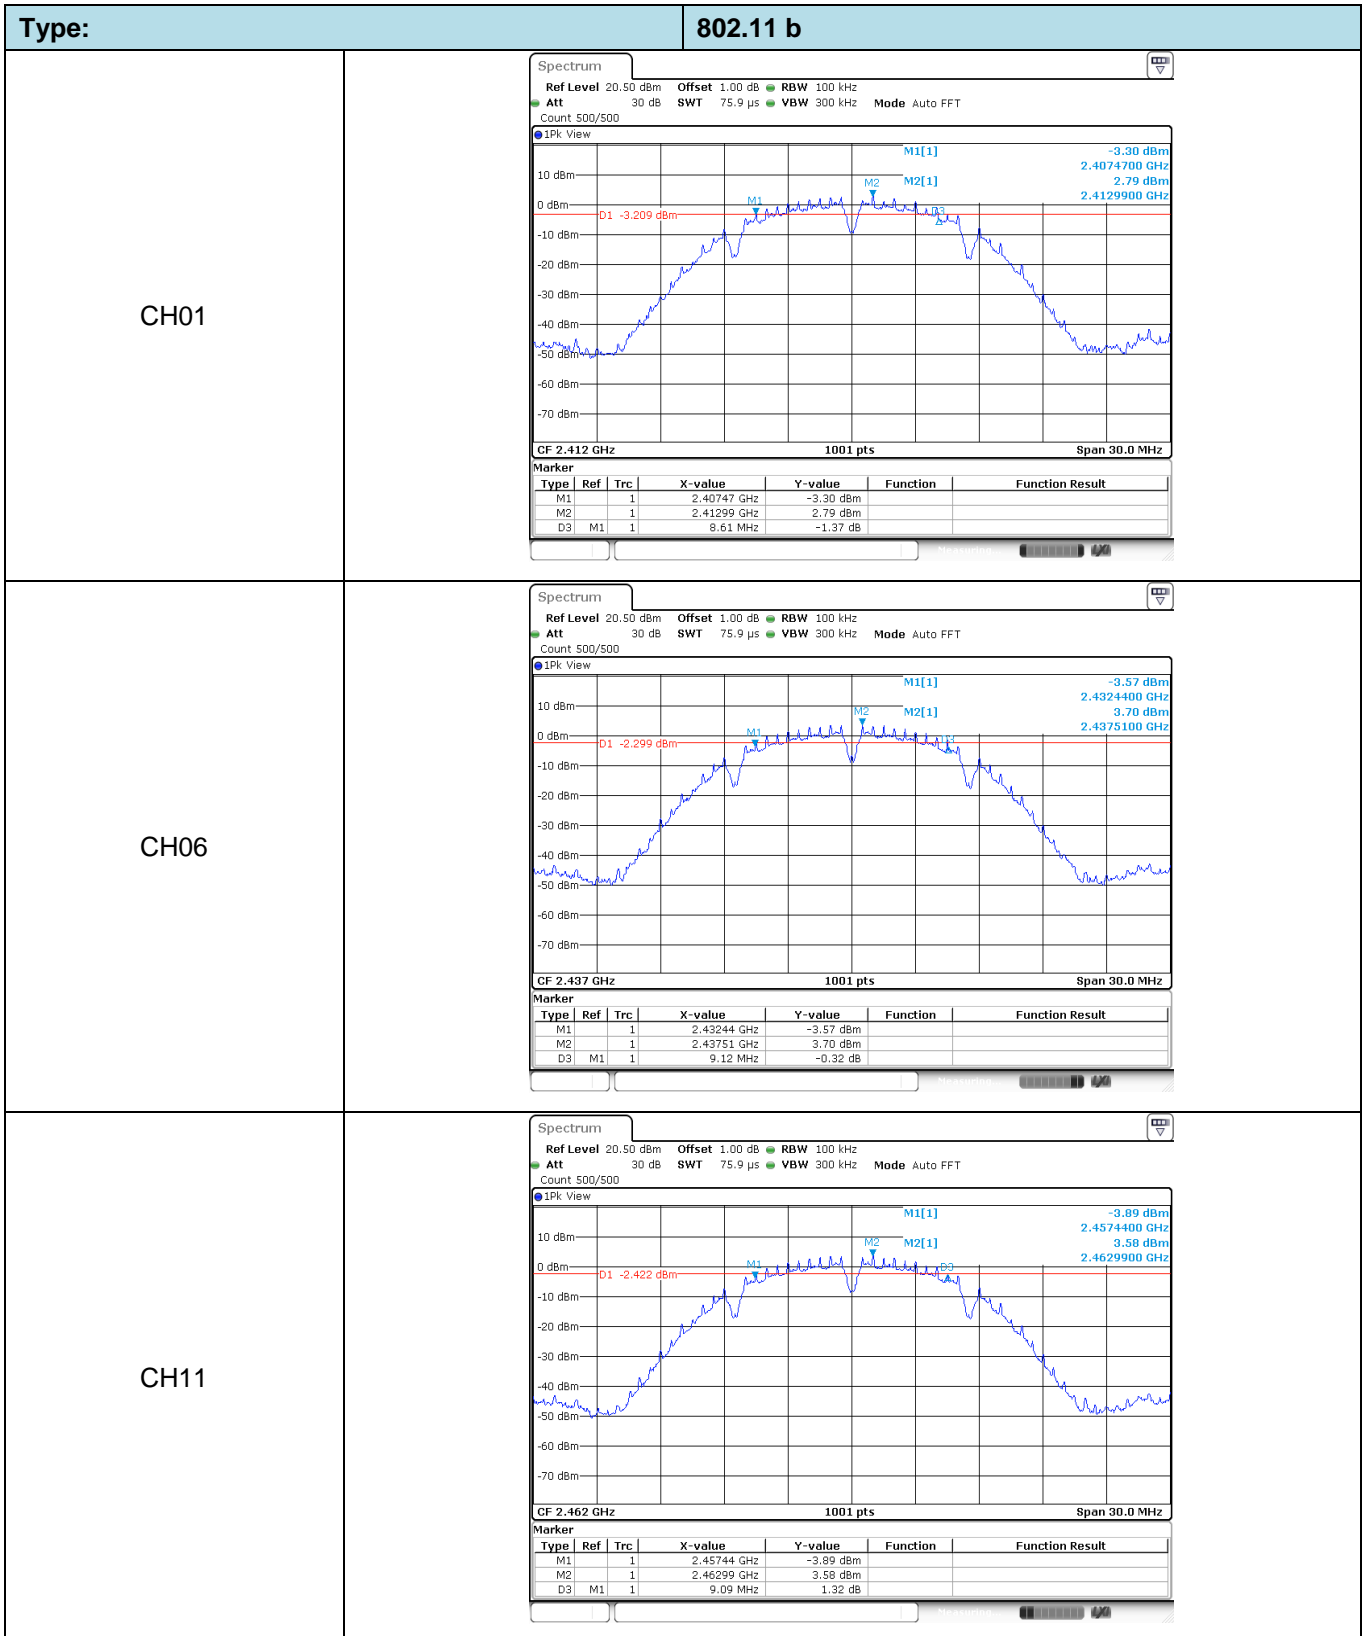 Type: 802.11 b
CH01
Spectrum
Ref Level 20.50 dBm Offset 1.00 dB RBW 100 kHz
Att 30 dB SWT 75.9 µs VBW 300 kHz Mode Auto FFT
Count 500/500
1Pk View
M1[1] -3.30 dBm
2.4074700 GHz
M2[1] 2.79 dBm
2.4129900 GHz
10 dBm
M2
M1
0 dBm
D3
D1 -3.209 dBm
-10 dBm
-20 dBm
-30 dBm
-40 dBm
-50 dBm
-60 dBm
-70 dBm
CF 2.412 GHz 1001 pts Span 30.0 MHz
Marker
Type Ref Trc X-value Y-value Function Function Result
M1 1 2.40747 GHz -3.30 dBm
M2 1 2.41299 GHz 2.79 dBm
D3 M1 1 8.61 MHz -1.37 dB
Measuring...
LXI
CH06
Spectrum
Ref Level 20.50 dBm Offset 1.00 dB RBW 100 kHz
Att 30 dB SWT 75.9 µs VBW 300 kHz Mode Auto FFT
Count 500/500
1Pk View
M1[1] -3.57 dBm
2.4324400 GHz
M2[1] 3.70 dBm
2.4375100 GHz
10 dBm
M2
M1
0 dBm
D3
D1 -2.299 dBm
-10 dBm
-20 dBm
-30 dBm
-40 dBm
-50 dBm
-60 dBm
-70 dBm
CF 2.437 GHz 1001 pts Span 30.0 MHz
Marker
Type Ref Trc X-value Y-value Function Function Result
M1 1 2.43244 GHz -3.57 dBm
M2 1 2.43751 GHz 3.70 dBm
D3 M1 1 9.12 MHz -0.32 dB
Measuring...
LXI
CH11
Spectrum
Ref Level 20.50 dBm Offset 1.00 dB RBW 100 kHz
Att 30 dB SWT 75.9 µs VBW 300 kHz Mode Auto FFT
Count 500/500
1Pk View
M1[1] -3.89 dBm
2.4574400 GHz
M2[1] 3.58 dBm
2.4629900 GHz
10 dBm
M2
M1
0 dBm
D3
D1 -2.422 dBm
-10 dBm
-20 dBm
-30 dBm
-40 dBm
-50 dBm
-60 dBm
-70 dBm
CF 2.462 GHz 1001 pts Span 30.0 MHz
Marker
Type Ref Trc X-value Y-value Function Function Result
M1 1 2.45744 GHz -3.89 dBm
M2 1 2.46299 GHz 3.58 dBm
D3 M1 1 9.09 MHz 1.32 dB
Measuring...
LXI